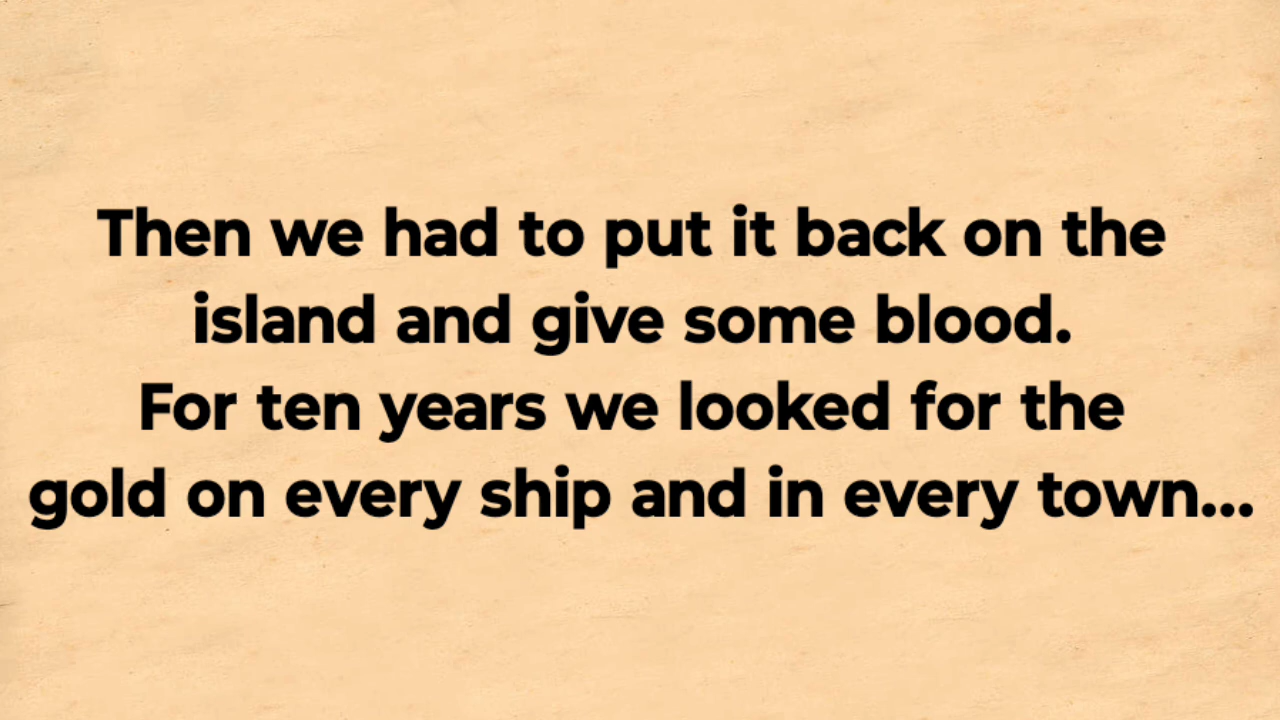 Then we had to put it back on the
island and give some blood.
For ten years we looked for the
gold on every ship and in every town...